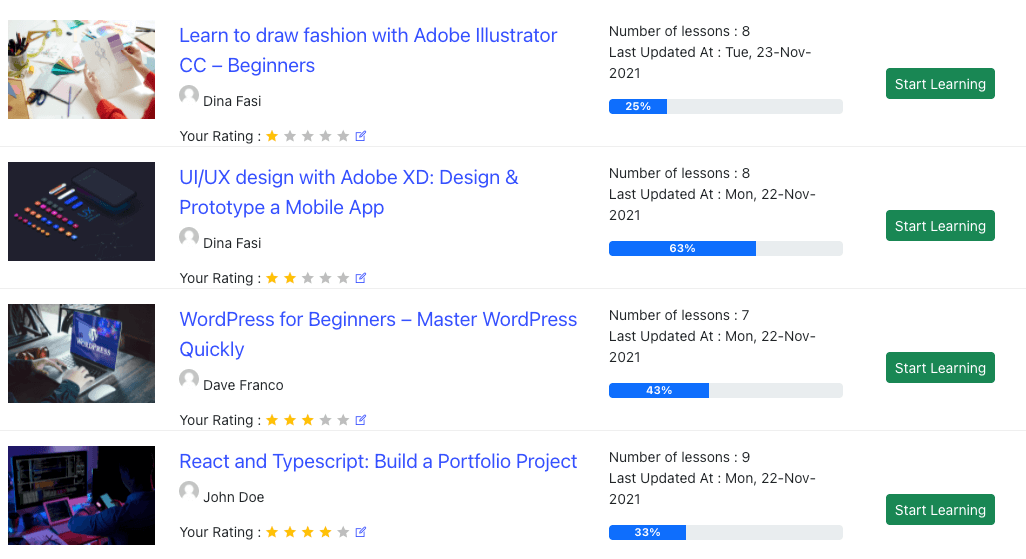 Learn to draw fashion with Adobe Illustrator
CC – Beginners
Dina Fasi
Your Rating :
Number of lessons : 8
Last Updated At : Tue, 23-Nov-
2021
25%
Start Learning
UI/UX design with Adobe XD: Design &
Prototype a Mobile App
Dina Fasi
Your Rating :
Number of lessons : 8
Last Updated At : Mon, 22-Nov-
2021
63%
Start Learning
WORDPRESS
WordPress for Beginners – Master WordPress
Quickly
Dave Franco
Your Rating :
Number of lessons : 7
Last Updated At : Mon, 22-Nov-
2021
43%
Start Learning
React and Typescript: Build a Portfolio Project
John Doe
Your Rating :
Number of lessons : 9
Last Updated At : Mon, 22-Nov-
2021
33%
Start Learning